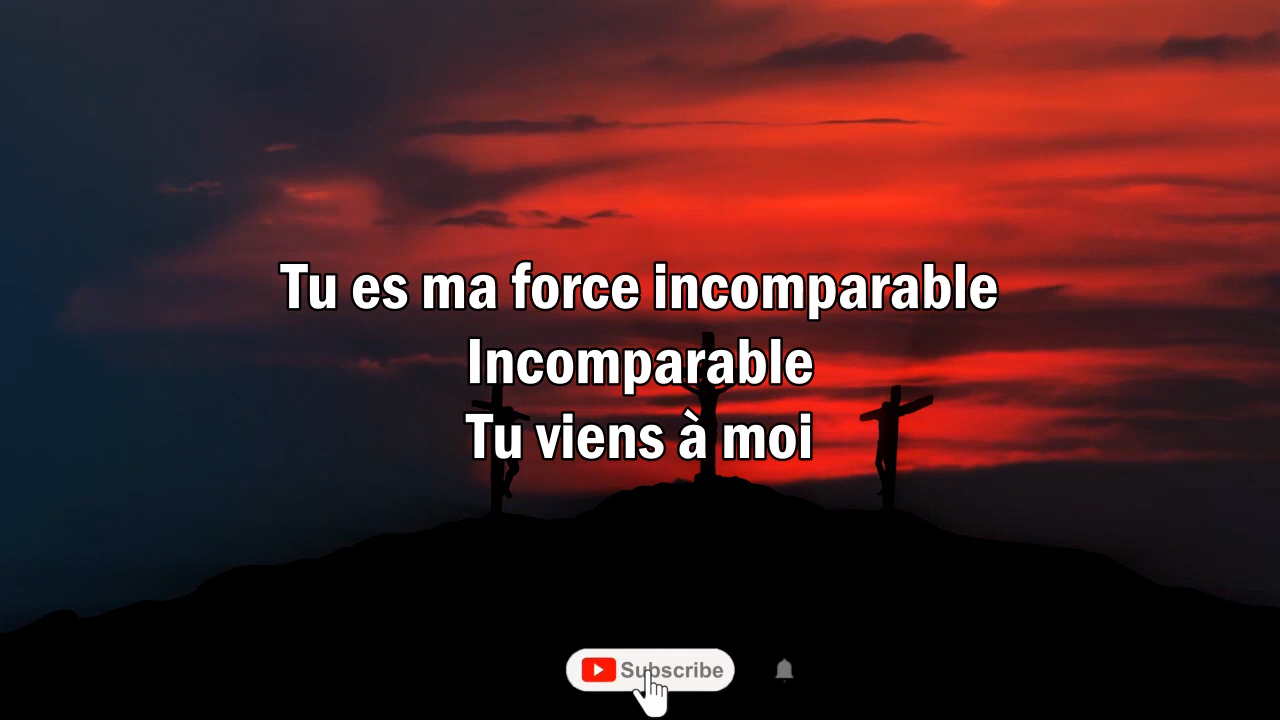 Tu es ma force incomparable
Incomparable
Tu viens à moi
Subscribe